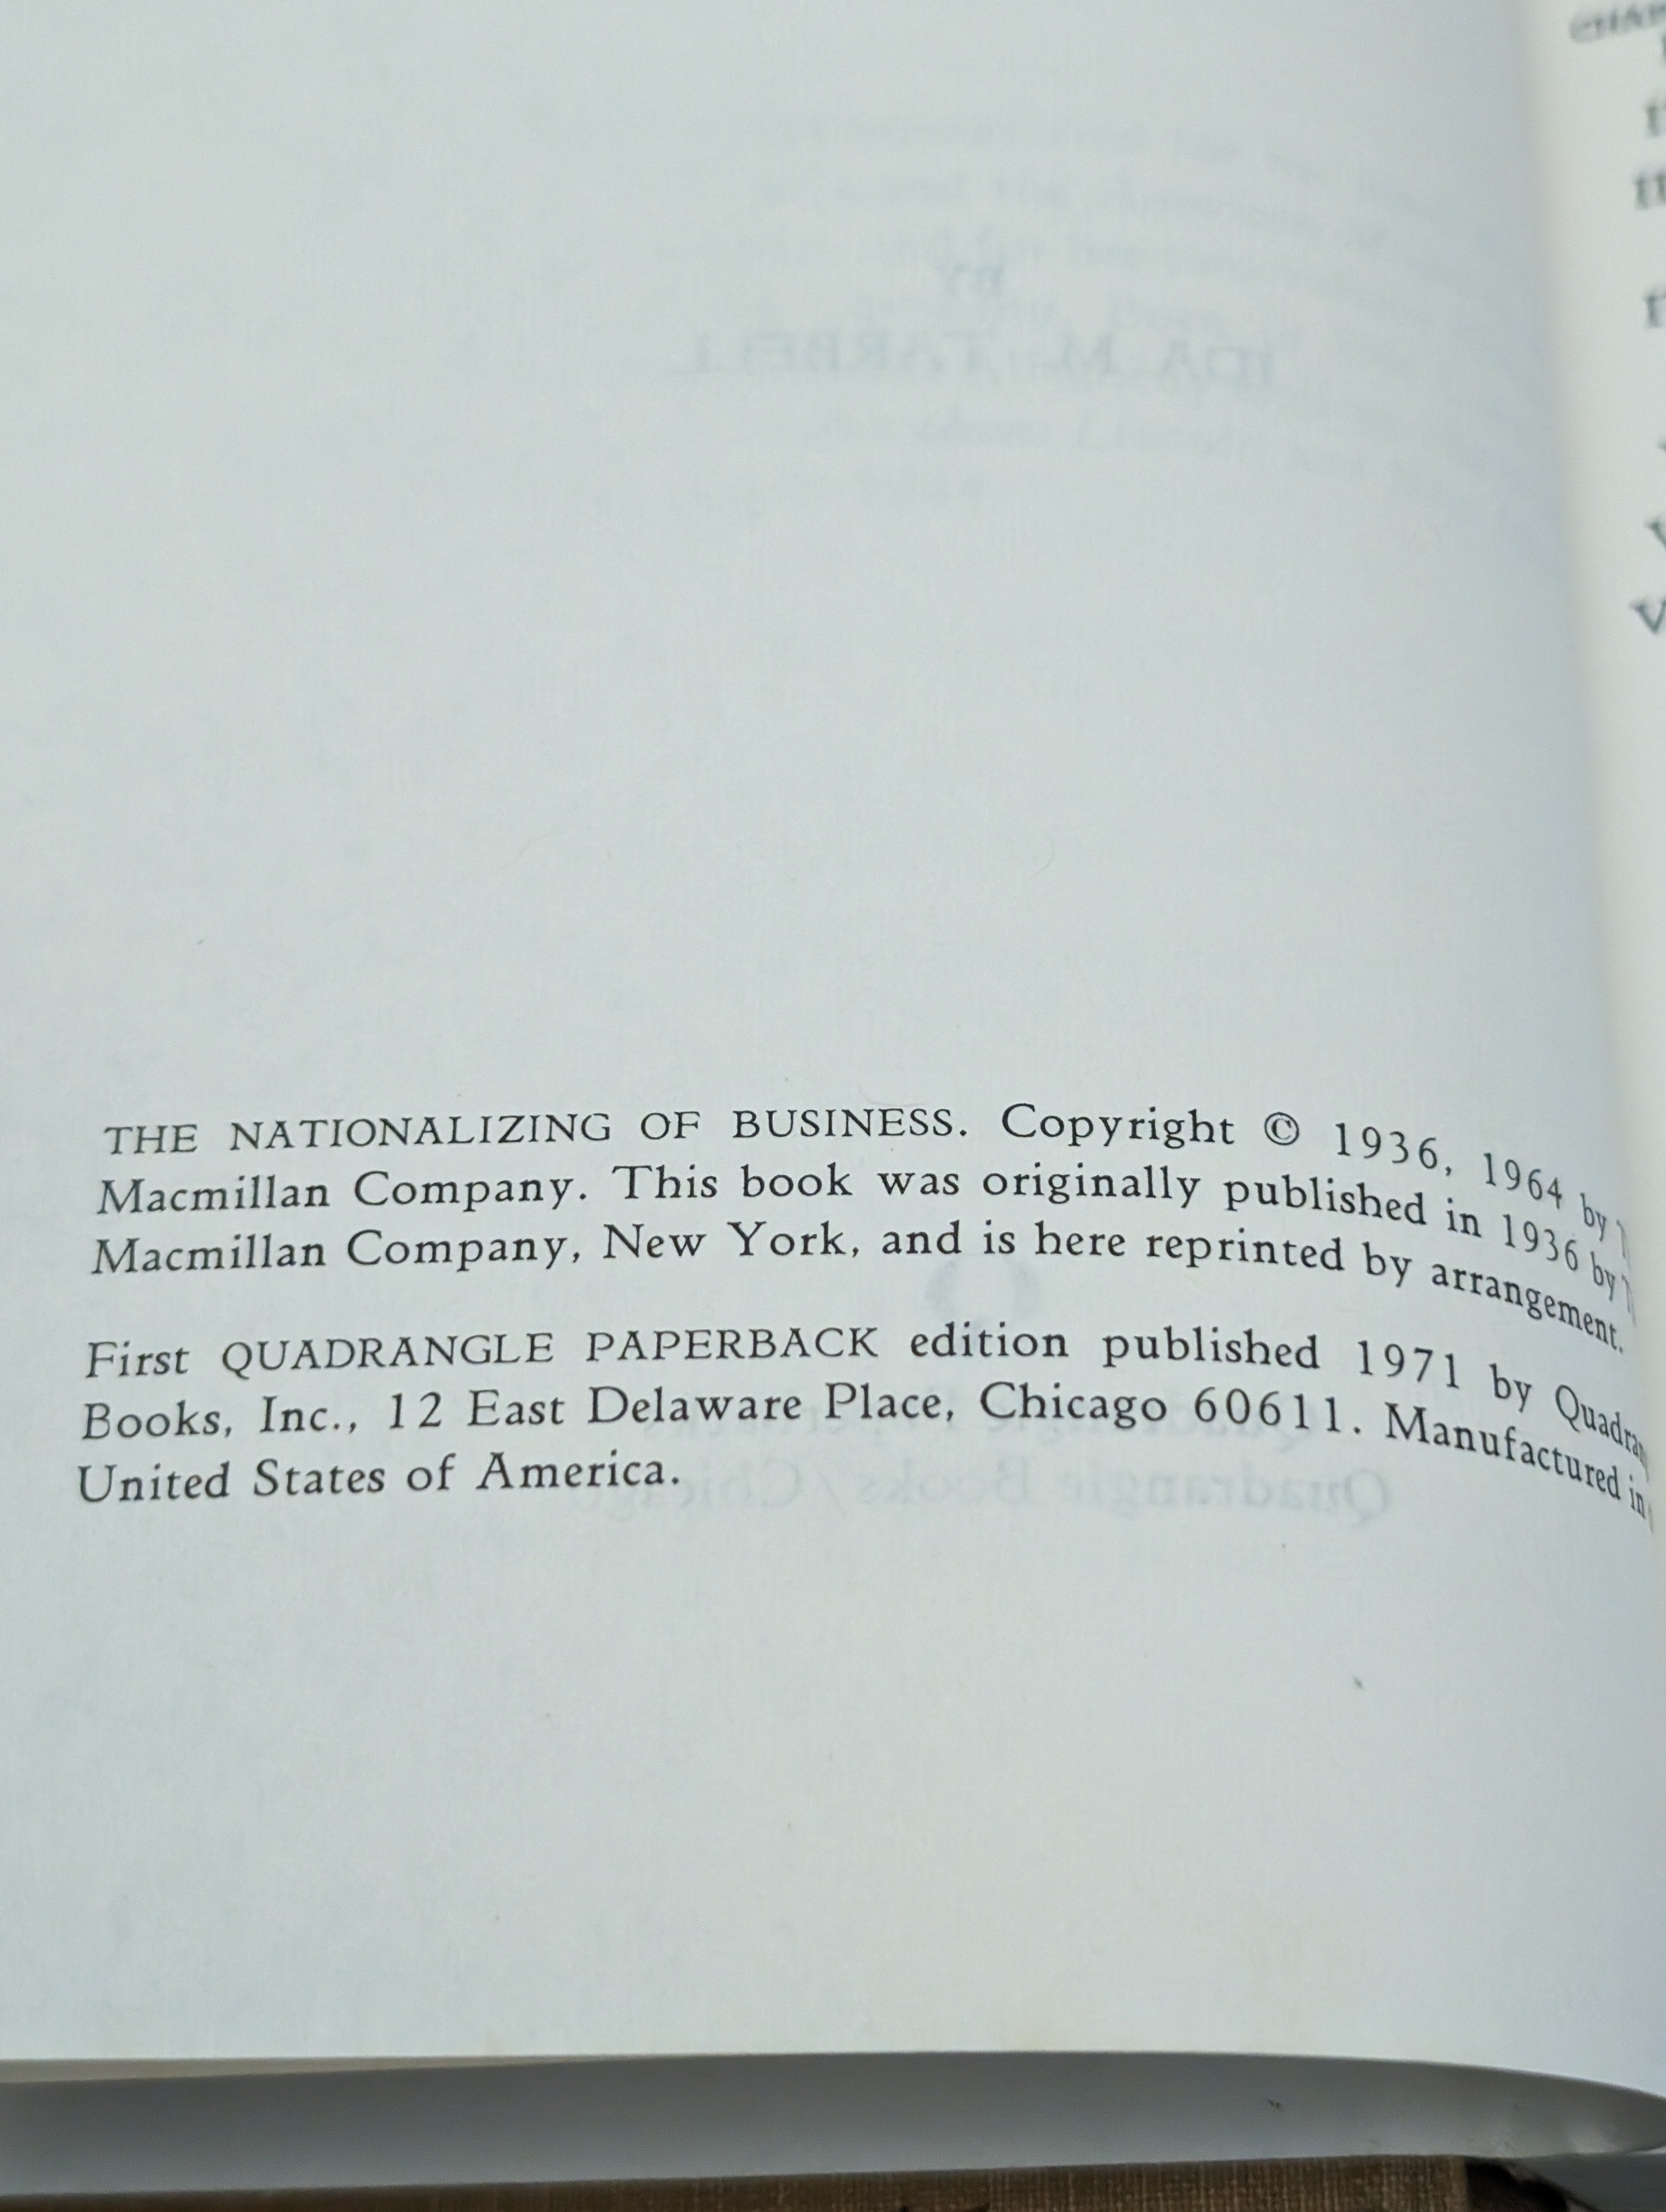 THE NATIONALIZING OF BUSINESS. Copyright © 1936, 1964 by
Macmillan Company. This book was originally published in 1936 by
Macmillan Company, New York, and is here reprinted by arrangement.
First QUADRANGLE PAPERBACK edition published 1971 by Quadran
Books, Inc., 12 East Delaware Place, Chicago 60611. Manufactured in
United States of America.